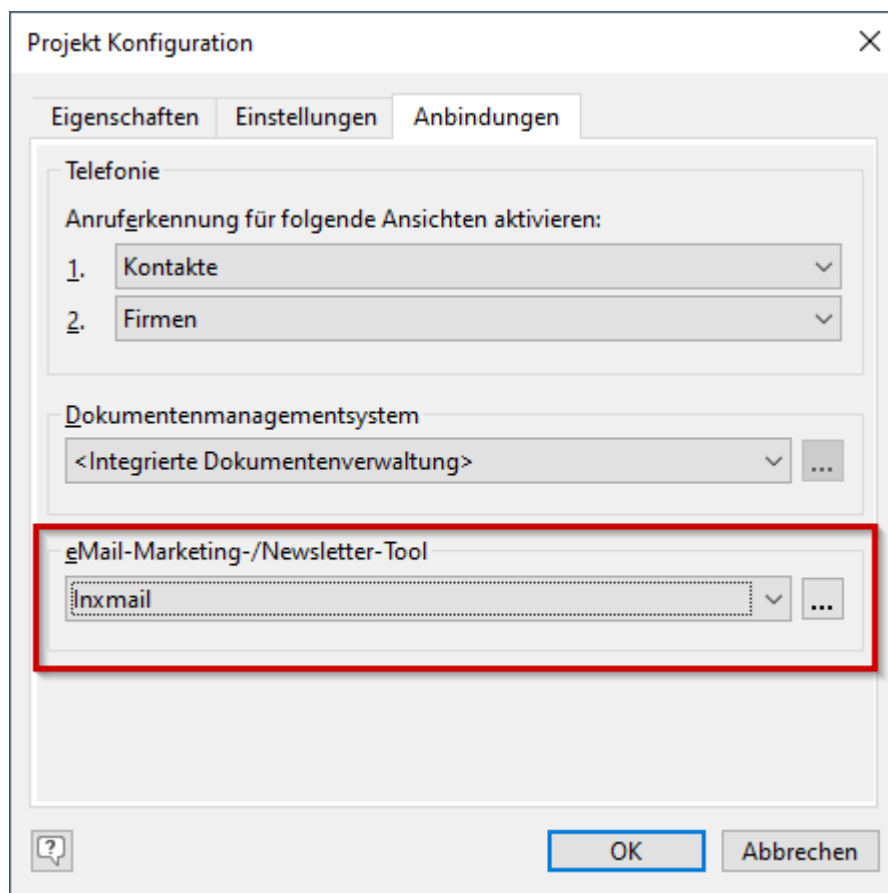 Projekt Konfiguration
Eigenschaften Einstellungen Anbindungen
Telefonie
Anruferkennung für folgende Ansichten aktivieren:
1. Kontakte
2. Firmen
Dokumentenmanagementsystem
<Integrierte Dokumentenverwaltung> ...
eMail-Marketing-/Newsletter-Tool
Inxmail ...
? OK Abbrechen